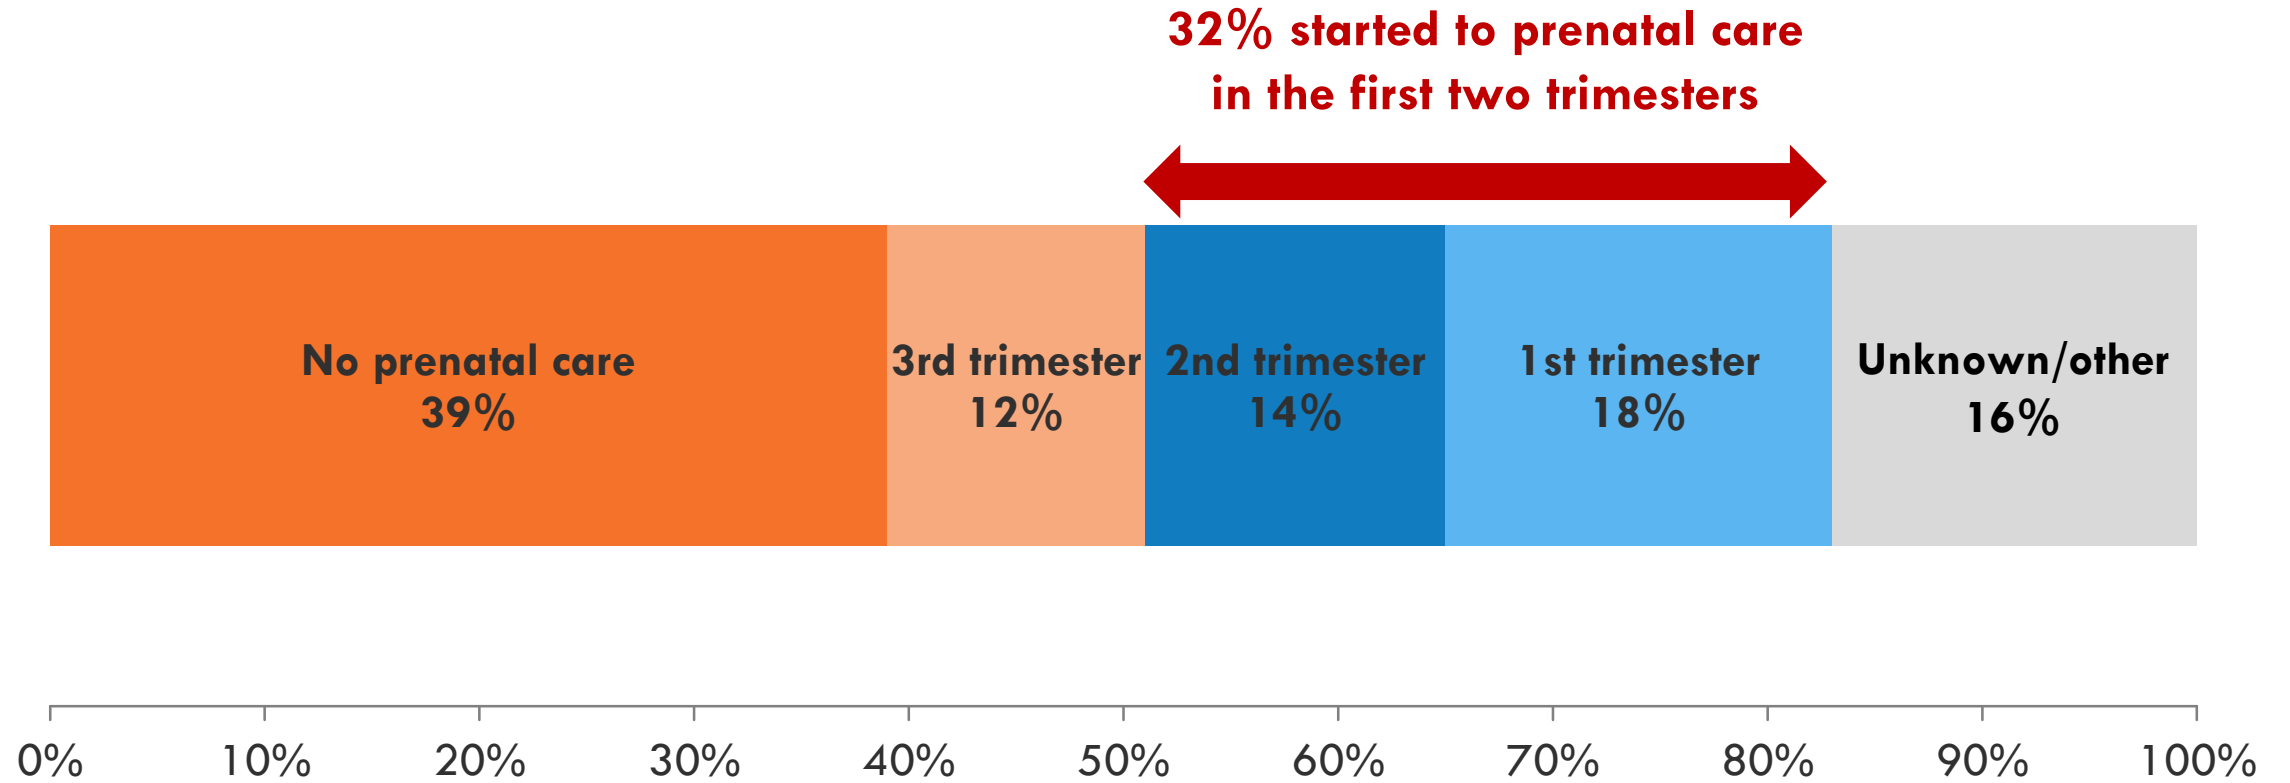 32% started to prenatal care
in the first two trimesters
No prenatal care
39%
3rd trimester
12%
2nd trimester
14%
1st trimester
18%
Unknown/other
16%
0%
10%
20%
30%
40%
50%
60%
70%
80%
90%
100%